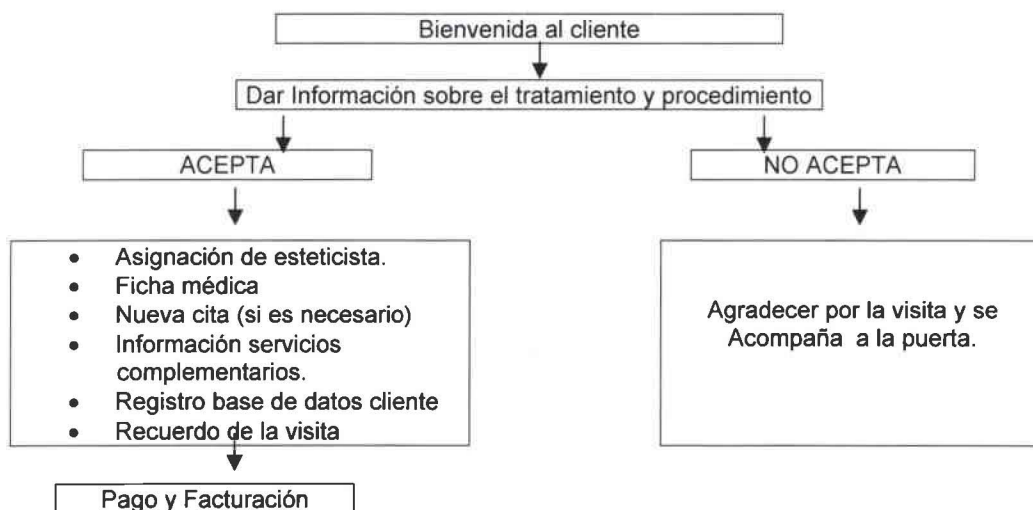 Bienvenida al cliente
Dar Información sobre el tratamiento y procedimiento
ACEPTA
NO ACEPTA
• Asignación de esteticista.
• Ficha médica
• Nueva cita (si es necesario)
• Información servicios
complementarios.
• Registro base de datos cliente
• Recuerdo de la visita
Agradecer por la visita y se
Acompaña a la puerta.
Pago y Facturación